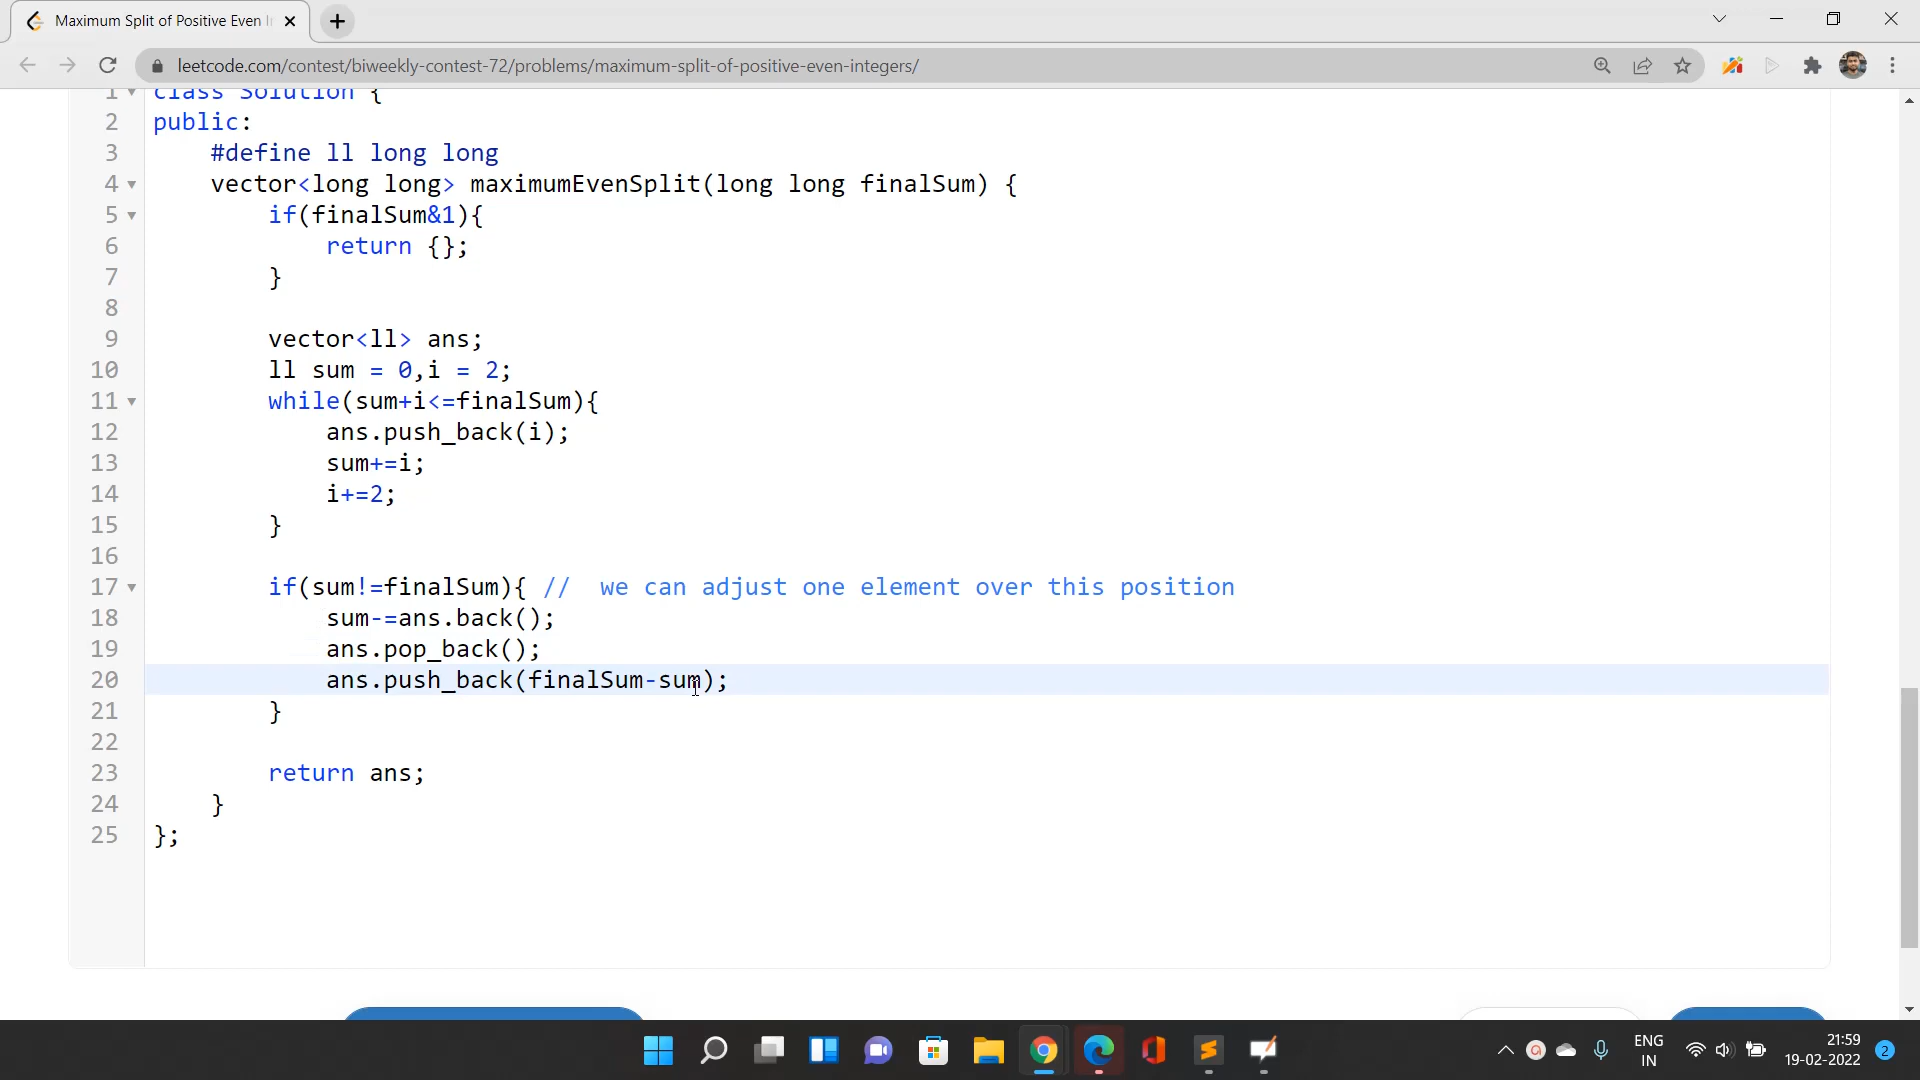 Maximum Split of Positive Even I
leetcode.com/contest/biweekly-contest-72/problems/maximum-split-of-positive-even-integers/
1 class Solution {
2 public:
3 #define ll long long
4 vector<long long> maximumEvenSplit(long long finalSum) {
5 if(finalSum&1){
6 return {};
7 }
8
9 vector<ll> ans;
10 ll sum = 0,i = 2;
11 while(sum+i<=finalSum){
12 ans.push_back(i);
13 sum+=i;
14 i+=2;
15 }
16
17 if(sum!=finalSum){ //  we can adjust one element over this position
18 sum-=ans.back();
19 ans.pop_back();
20 ans.push_back(finalSum-sum);
21 }
22
23 return ans;
24 }
25 };
ENG
IN
21:59
19-02-2022
2